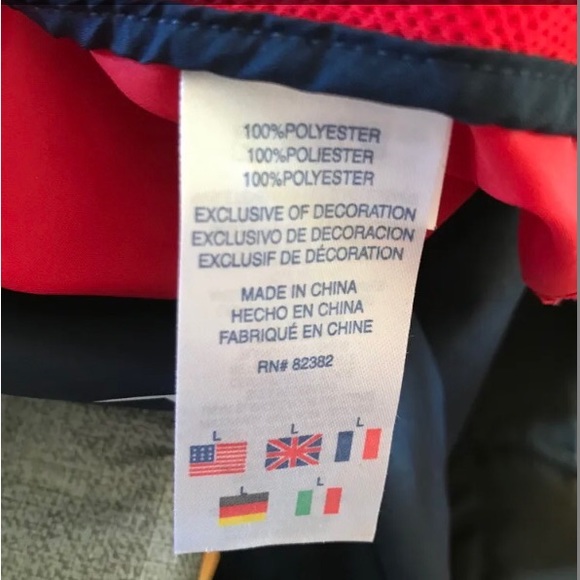 100%POLYESTER
100%POLIESTER
100%POLYESTER
EXCLUSIVE OF DECORATION
EXCLUSIVO DE DECORACION
EXCLUSIF DE DÉCORATION
MADE IN CHINA
HECHO EN CHINA
FABRIQUÉ EN CHINE
RN# 82382
L L L
L L